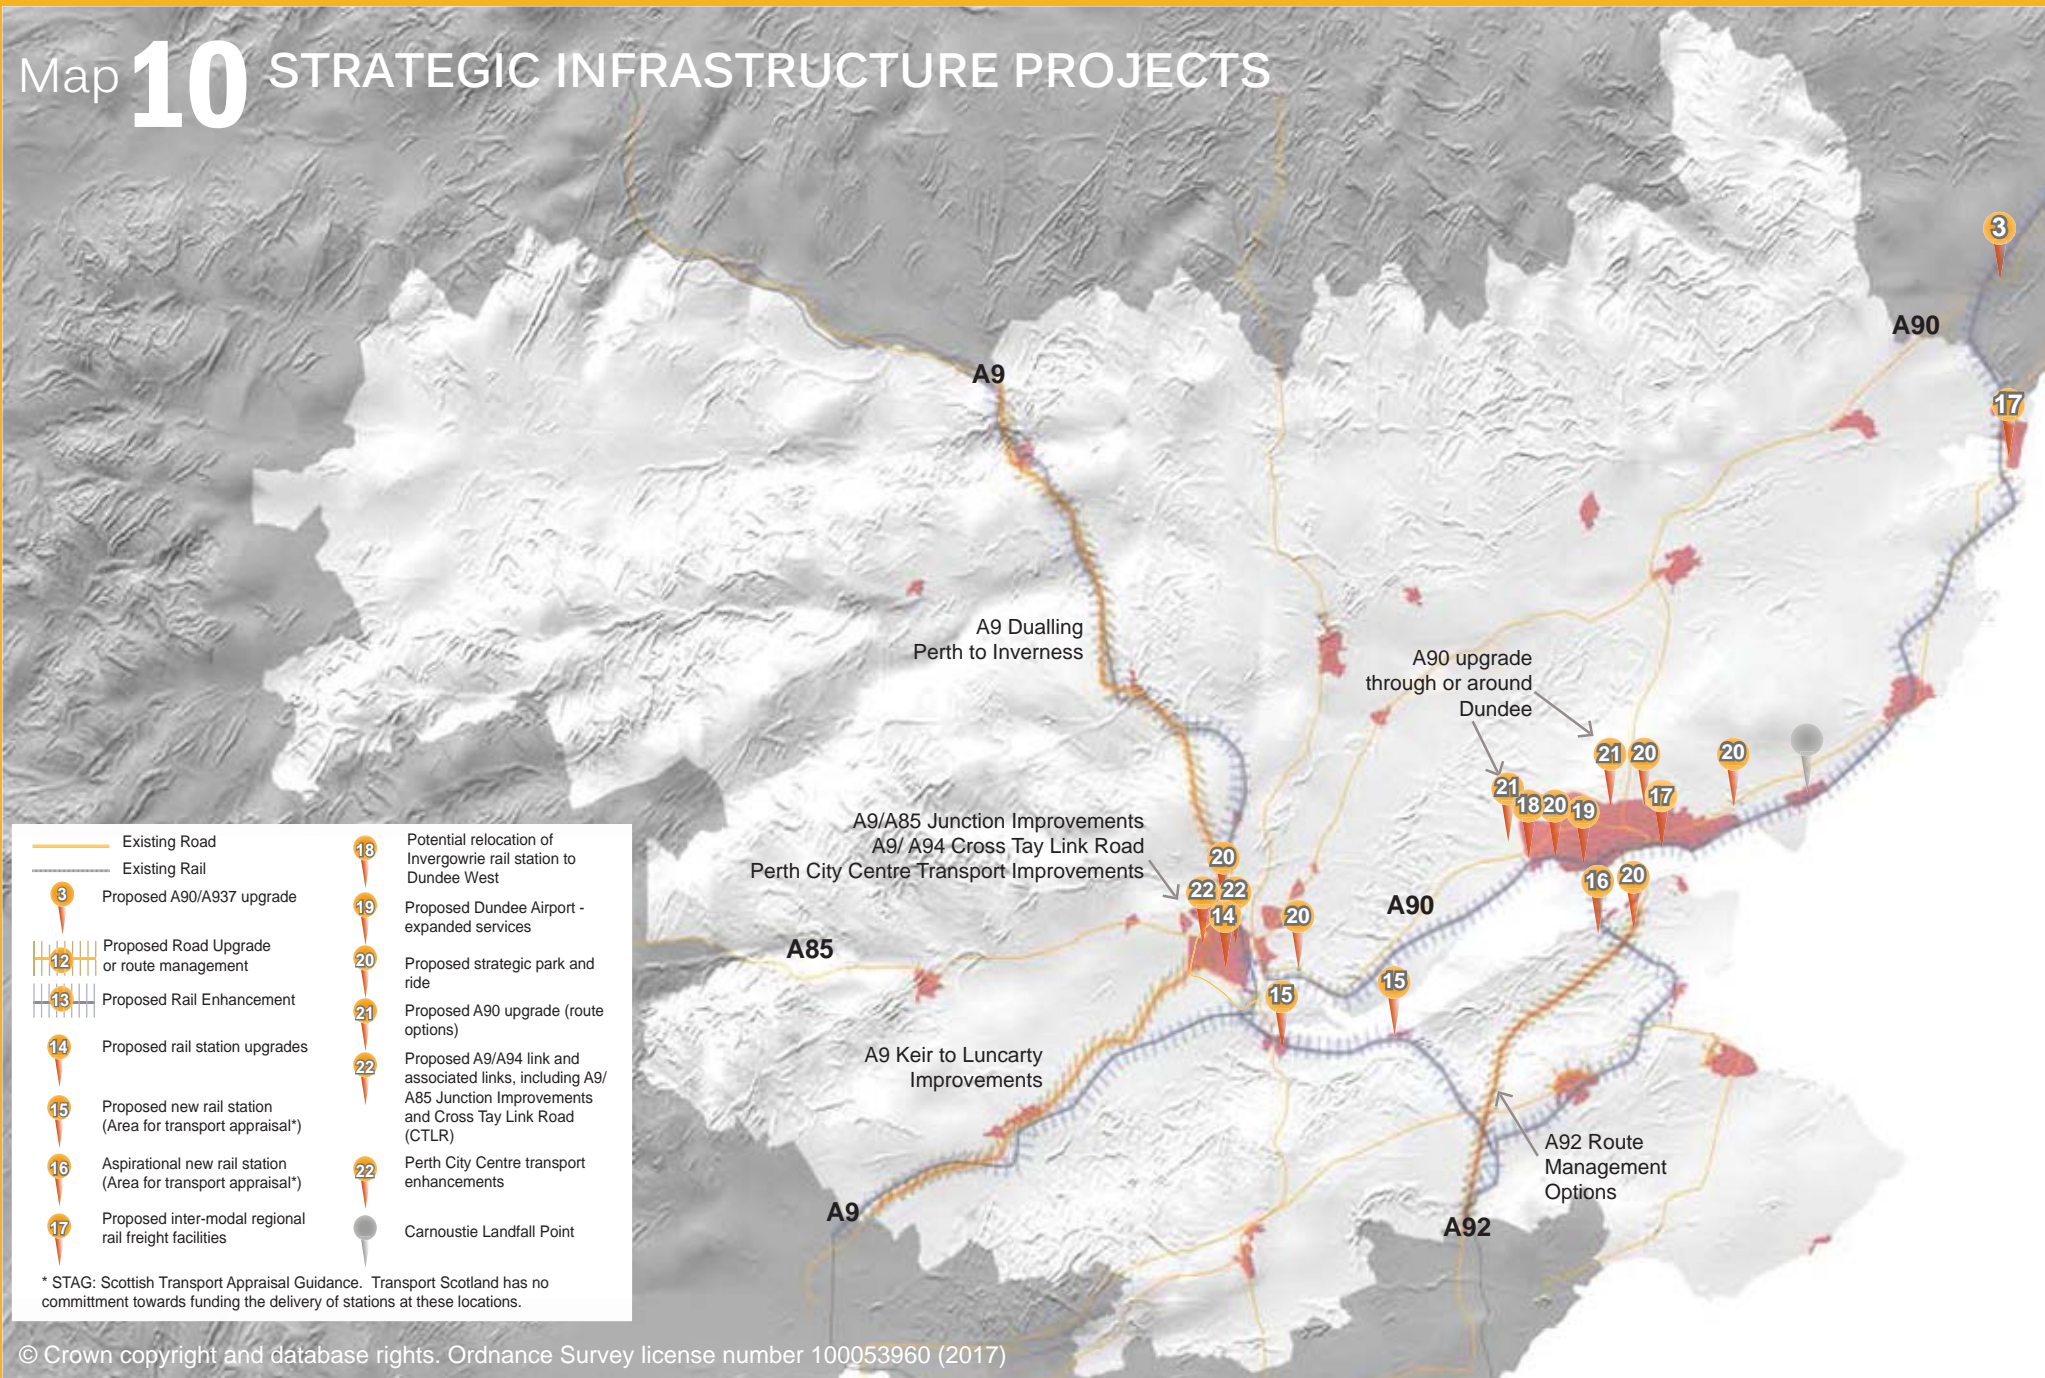 Map 10 STRATEGIC INFRASTRUCTURE PROJECTS
3
A90
17
A9
A9 Dualling
Perth to Inverness
A90 upgrade
through or around
Dundee
21
20
20
21
18
20
19
17
A9/A85 Junction Improvements
A9/ A94 Cross Tay Link Road
Perth City Centre Transport Improvements
20
22
22
14
20
16
20
A90
A85
15
15
A9 Keir to Luncarty
Improvements
A92 Route
Management
Options
A9
A92
Existing Road
Existing Rail
3
Proposed A90/A937 upgrade
12
Proposed Road Upgrade
or route management
13
Proposed Rail Enhancement
14
Proposed rail station upgrades
15
Proposed new rail station
(Area for transport appraisal*)
16
Aspirational new rail station
(Area for transport appraisal*)
17
Proposed inter-modal regional
rail freight facilities
18
Potential relocation of
Invergowrie rail station to
Dundee West
19
Proposed Dundee Airport -
expanded services
20
Proposed strategic park and
ride
21
Proposed A90 upgrade (route
options)
22
Proposed A9/A94 link and
associated links, including A9/
A85 Junction Improvements
and Cross Tay Link Road
(CTLR)
22
Perth City Centre transport
enhancements
Carnoustie Landfall Point
* STAG: Scottish Transport Appraisal Guidance. Transport Scotland has no
committment towards funding the delivery of stations at these locations.
© Crown copyright and database rights. Ordnance Survey license number 100053960 (2017)